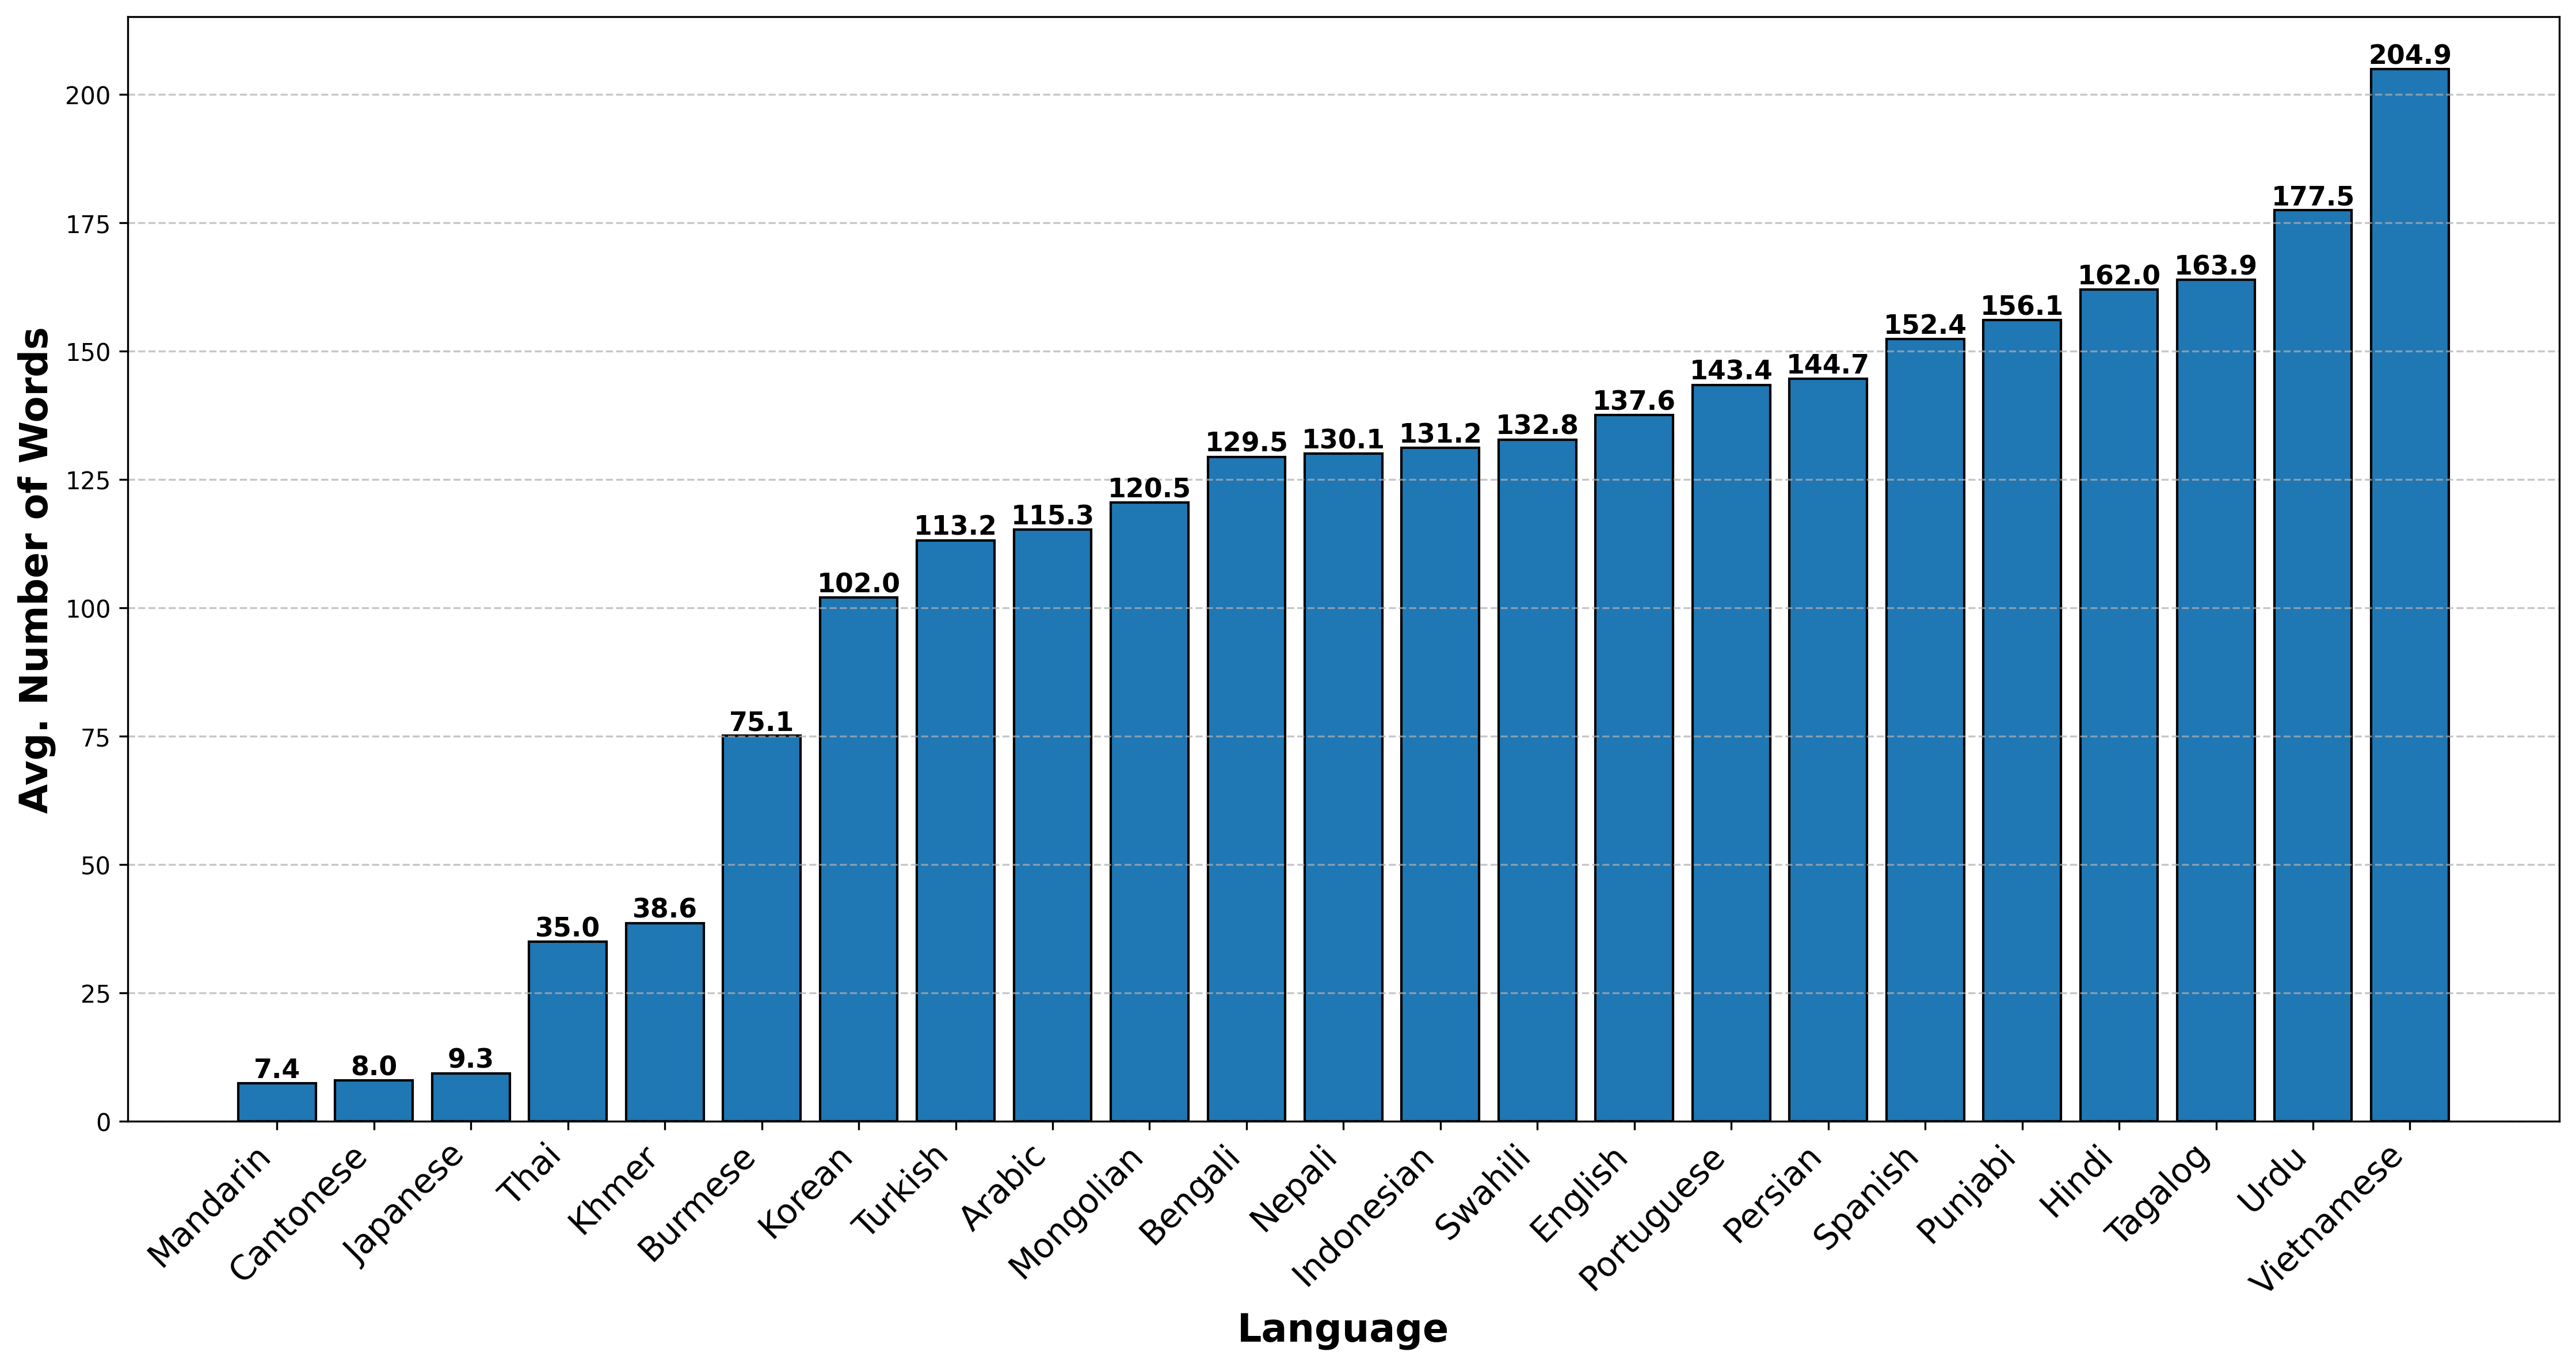 Avg. Number of Words
200
175
150
125
100
75
50
25
0
7.4
8.0
9.3
35.0
38.6
75.1
102.0
113.2
115.3
120.5
129.5
130.1
131.2
132.8
137.6
143.4
144.7
152.4
156.1
162.0
163.9
177.5
204.9
Mandarin
Cantonese
Japanese
Thai
Khmer
Burmese
Korean
Turkish
Arabic
Mongolian
Bengali
Nepali
Indonesian
Swahili
English
Portuguese
Persian
Spanish
Punjabi
Hindi
Tagalog
Urdu
Vietnamese
Language